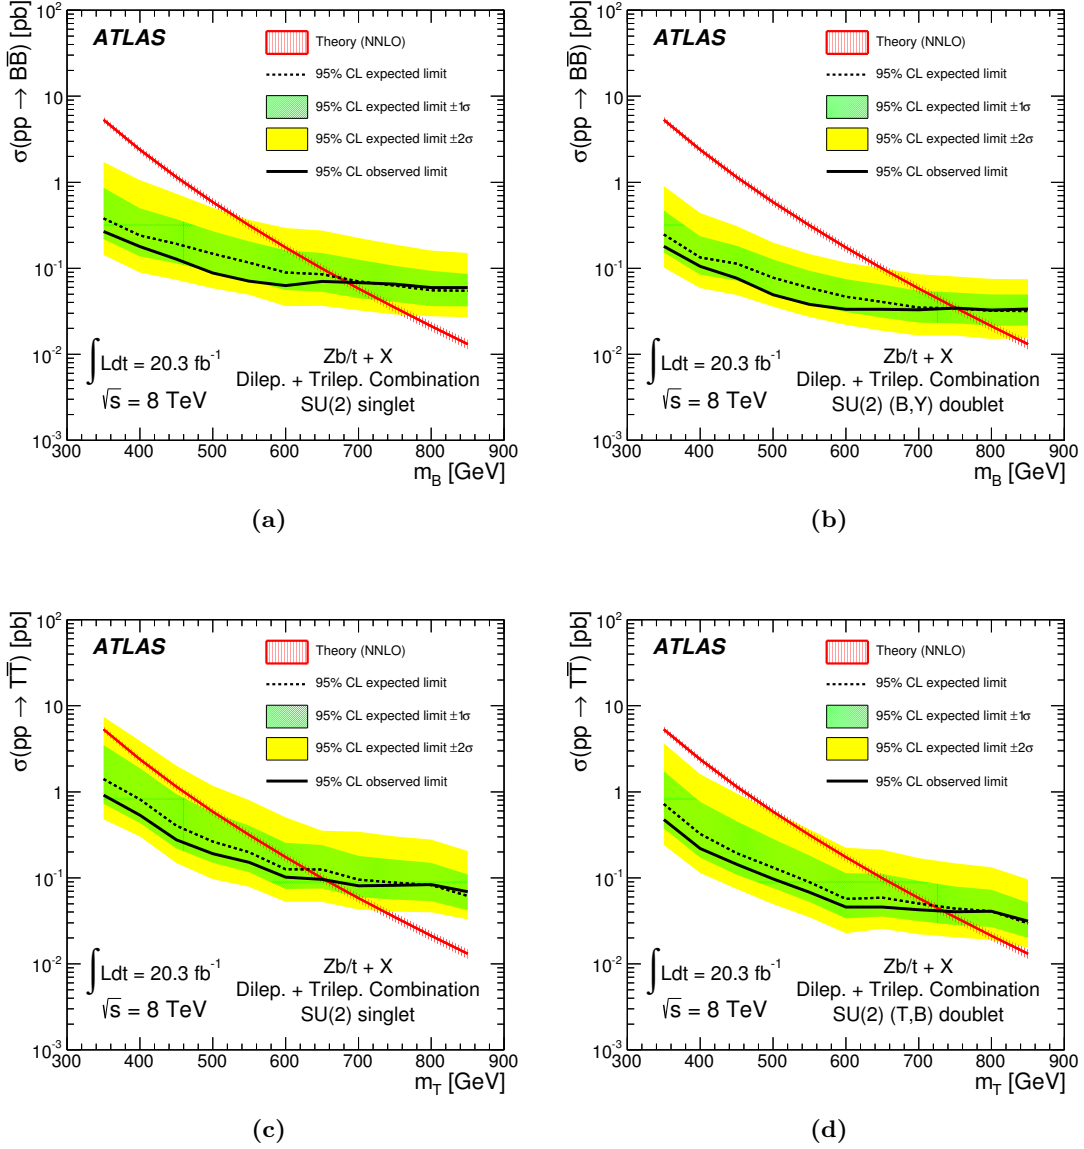 σ(pp → BB̅) [pb]
10²
10
1
10⁻¹
10⁻²
10⁻³
ATLAS
Theory (NNLO)
95% CL expected limit
95% CL expected limit ±1σ
95% CL expected limit ±2σ
95% CL observed limit
∫ Ldt = 20.3 fb⁻¹
√s = 8 TeV
Zb/t + X
Dilep. + Trilep. Combination
SU(2) singlet
300 400 500 600 700 800 900
m_B [GeV]
(a)
σ(pp → BB̅) [pb]
10²
10
1
10⁻¹
10⁻²
10⁻³
ATLAS
Theory (NNLO)
95% CL expected limit
95% CL expected limit ±1σ
95% CL expected limit ±2σ
95% CL observed limit
∫ Ldt = 20.3 fb⁻¹
√s = 8 TeV
Zb/t + X
Dilep. + Trilep. Combination
SU(2) (B,Y) doublet
300 400 500 600 700 800 900
m_B [GeV]
(b)
σ(pp → TT̅) [pb]
10²
10
1
10⁻¹
10⁻²
10⁻³
ATLAS
Theory (NNLO)
95% CL expected limit
95% CL expected limit ±1σ
95% CL expected limit ±2σ
95% CL observed limit
∫ Ldt = 20.3 fb⁻¹
√s = 8 TeV
Zb/t + X
Dilep. + Trilep. Combination
SU(2) singlet
300 400 500 600 700 800 900
m_T [GeV]
(c)
σ(pp → TT̅) [pb]
10²
10
1
10⁻¹
10⁻²
10⁻³
ATLAS
Theory (NNLO)
95% CL expected limit
95% CL expected limit ±1σ
95% CL expected limit ±2σ
95% CL observed limit
∫ Ldt = 20.3 fb⁻¹
√s = 8 TeV
Zb/t + X
Dilep. + Trilep. Combination
SU(2) (T,B) doublet
300 400 500 600 700 800 900
m_T [GeV]
(d)